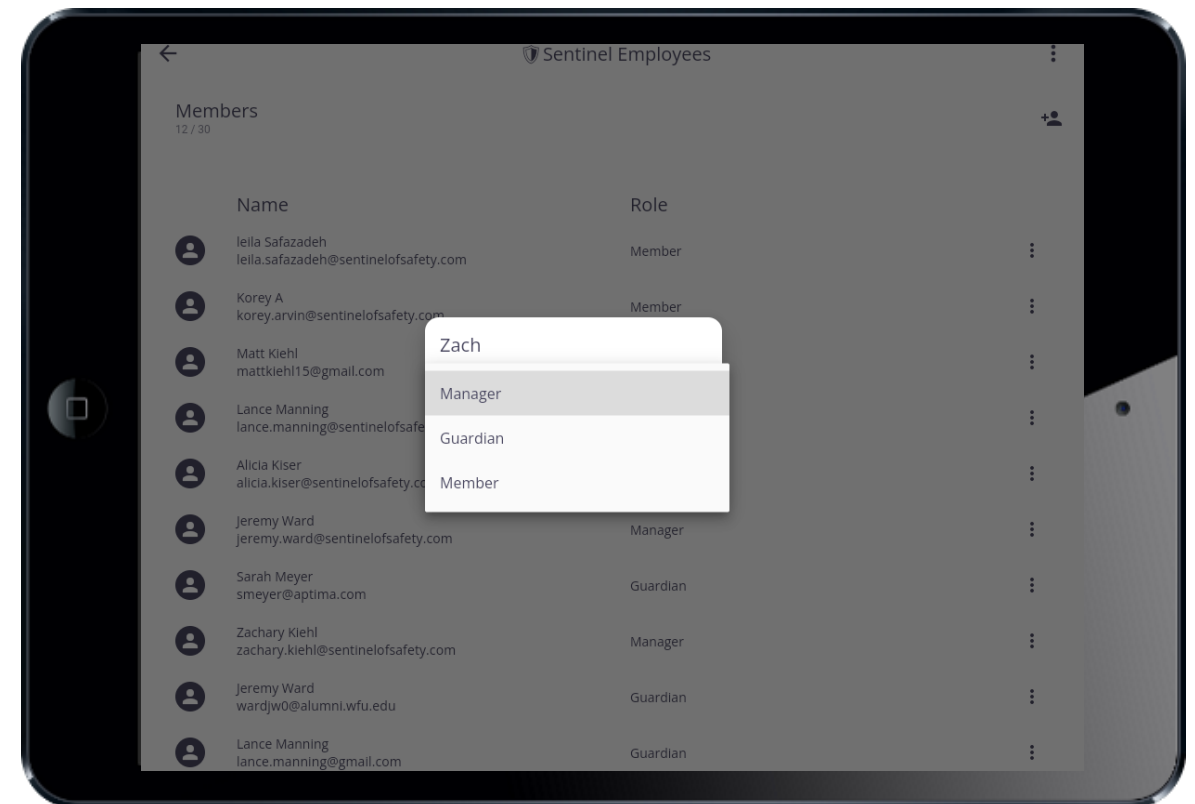 Sentinel Employees
Members
12 / 30
Name
Role
leila Safazadeh
leila.safazadeh@sentinelofsafety.com
Member
Korey A
korey.arvin@sentinelofsafety.com
Member
Zach
Matt Kiehl
mattkiehl15@gmail.com
Manager
Lance Manning
lance.manning@sentinelofsafe
Guardian
Alicia Kiser
alicia.kiser@sentinelofsafety.co
Member
Jeremy Ward
jeremy.ward@sentinelofsafety.com
Manager
Sarah Meyer
smeyer@aptima.com
Guardian
Zachary Kiehl
zachary.kiehl@sentinelofsafety.com
Manager
Jeremy Ward
wardjw0@alumni.wfu.edu
Guardian
Lance Manning
lance.manning@gmail.com
Guardian